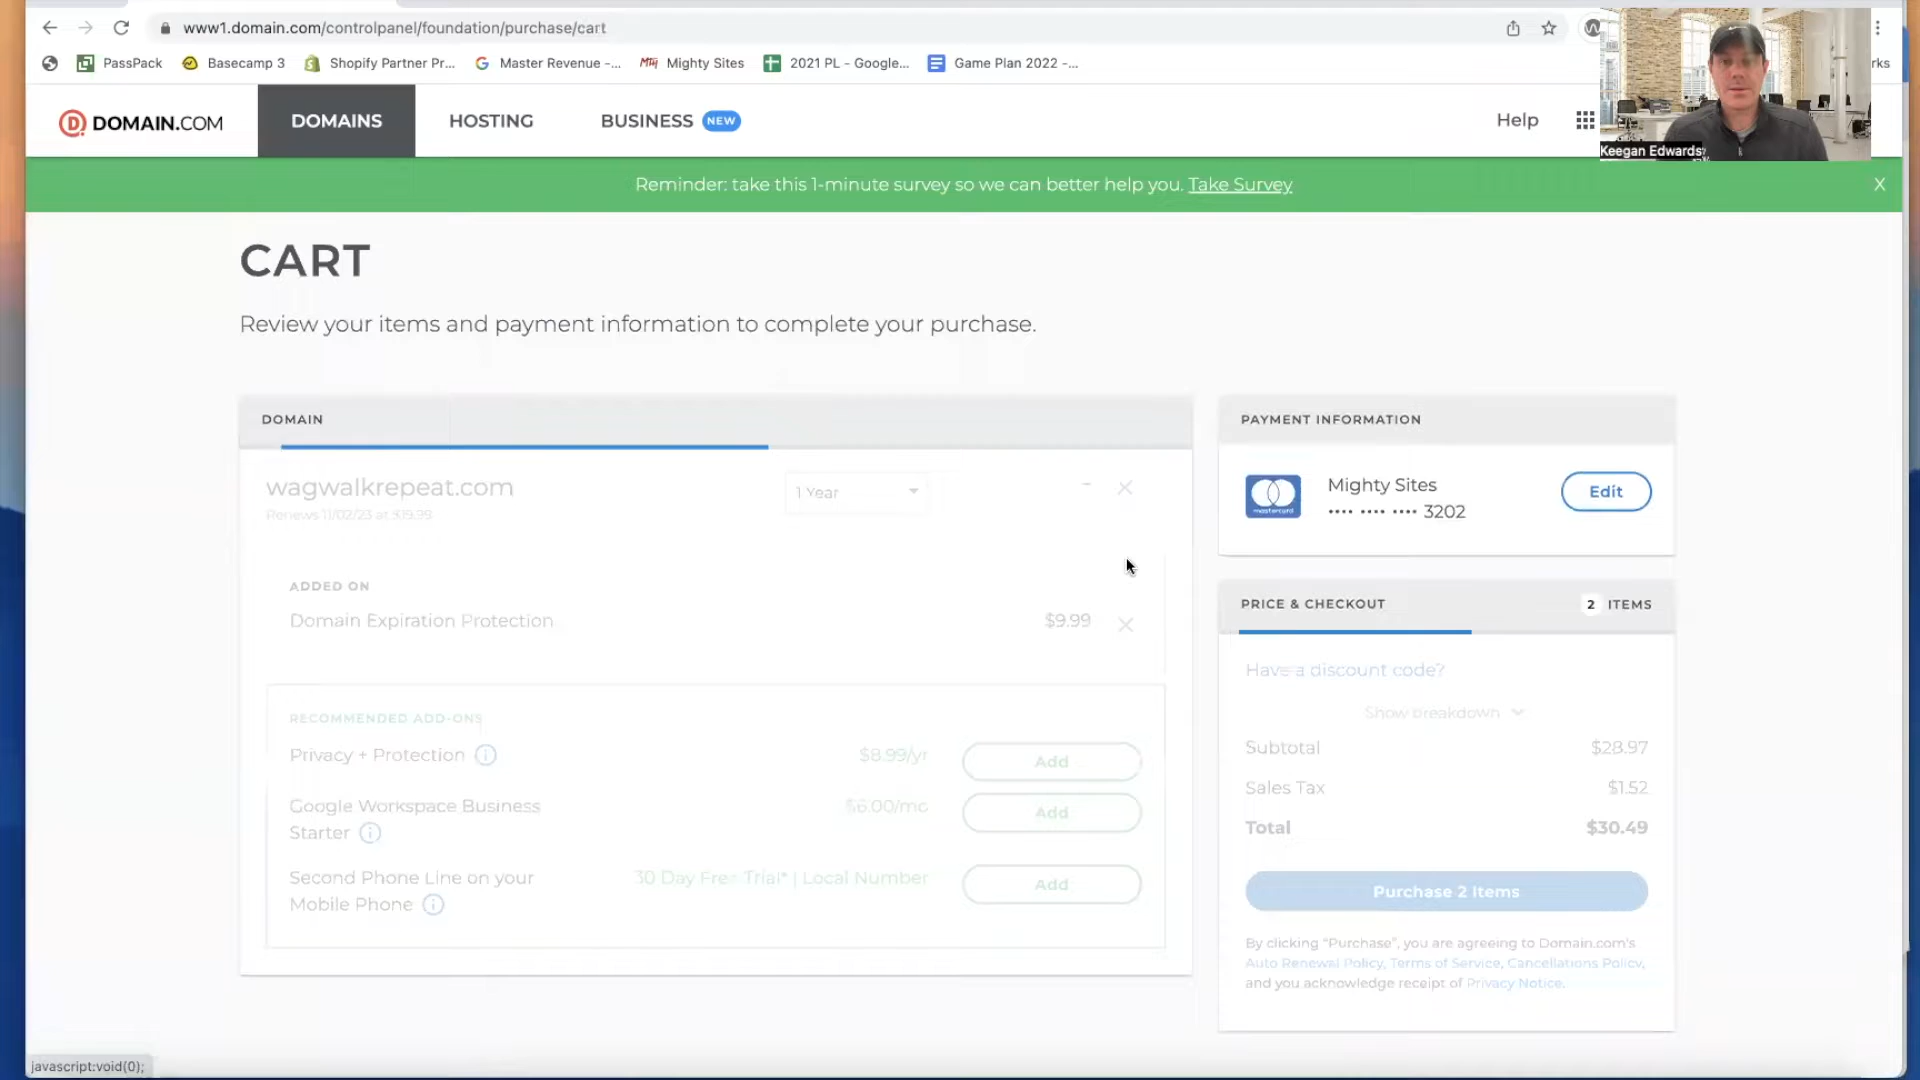 www1.domain.com/controlpanel/foundation/purchase/cart
PassPack
Basecamp 3
Shopify Partner Pr...
Master Revenue -...
Mighty Sites
2021 PL - Google...
Game Plan 2022 -...
rks
Keegan Edwards
DOMAIN.COM
DOMAINS
HOSTING
BUSINESS NEW
Help
Reminder: take this 1-minute survey so we can better help you. Take Survey
X
CART
Review your items and payment information to complete your purchase.
DOMAIN
wagwalkrepeat.com
1 Year
Renews 11/02/23 at $19.99
ADDED ON
Domain Expiration Protection
$9.99
RECOMMENDED ADD-ONS
Privacy + Protection
$8.99/yr
Add
Google Workspace Business
Starter
$6.00/mo
Add
Second Phone Line on your
Mobile Phone
30 Day Free Trial* | Local Number
Add
PAYMENT INFORMATION
mastercard
Mighty Sites
•••• •••• •••• 3202
Edit
PRICE & CHECKOUT
2 ITEMS
Have a discount code?
Show breakdown
Subtotal
$28.97
Sales Tax
$1.52
Total
$30.49
Purchase 2 Items
By clicking "Purchase", you are agreeing to Domain.com's
Auto Renewal Policy, Terms of Service, Cancellations Policy,
and you acknowledge receipt of Privacy Notice.
javascript:void(0);